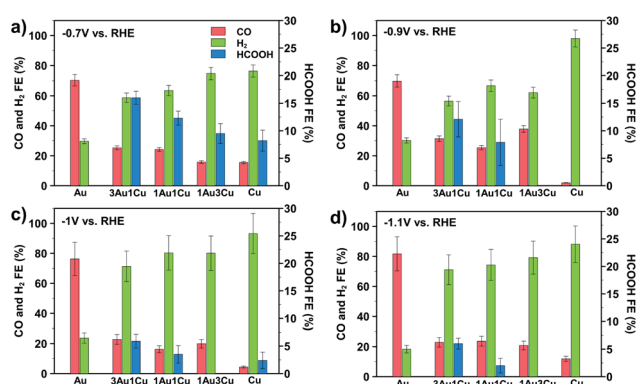 a)
-0.7V vs. RHE
CO
H₂
HCOOH
CO and H₂ FE (%)
100
80
60
40
20
0
30
25
20
15
10
5
0
HCOOH FE (%)
Au 3Au1Cu 1Au1Cu 1Au3Cu Cu
b)
-0.9V vs. RHE
CO and H₂ FE (%)
100
80
60
40
20
0
30
25
20
15
10
5
0
HCOOH FE (%)
Au 3Au1Cu 1Au1Cu 1Au3Cu Cu
c)
-1V vs. RHE
CO and H₂ FE (%)
100
80
60
40
20
0
30
25
20
15
10
5
0
HCOOH FE (%)
Au 3Au1Cu 1Au1Cu 1Au3Cu Cu
d)
-1.1V vs. RHE
CO and H₂ FE (%)
100
80
60
40
20
0
30
25
20
15
10
5
0
HCOOH FE (%)
Au 3Au1Cu 1Au1Cu 1Au3Cu Cu